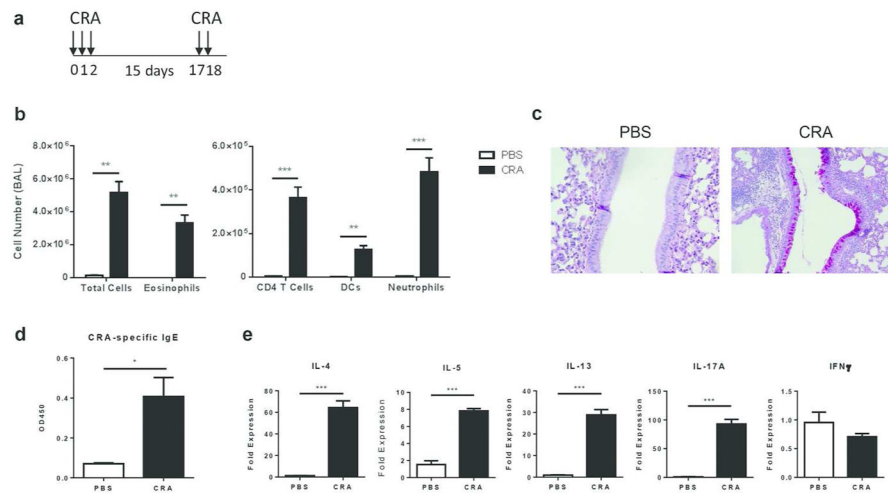 a
CRA CRA
012 15 days 1718
b
Cell Number (BAL)
8.0×10⁶
6.0×10⁶
4.0×10⁶
2.0×10⁶
0
**
**
Total Cells Eosinophils
6.0×10⁵
4.0×10⁵
2.0×10⁵
0
***
**
***
CD4 T Cells DCs Neutrophils
PBS
CRA
c
PBS CRA
d
CRA-specific IgE
OD450
0.6
0.4
0.2
0.0
*
PBS CRA
e
IL-4
Fold Expression
80
60
40
20
0
***
PBS CRA
IL-5
Fold Expression
10
8
6
4
2
0
***
PBS CRA
IL-13
Fold Expression
50
40
30
20
10
0
***
PBS CRA
IL-17A
Fold Expression
150
100
50
0
***
PBS CRA
IFNγ
Fold Expression
1.5
1.0
0.5
0.0
PBS CRA